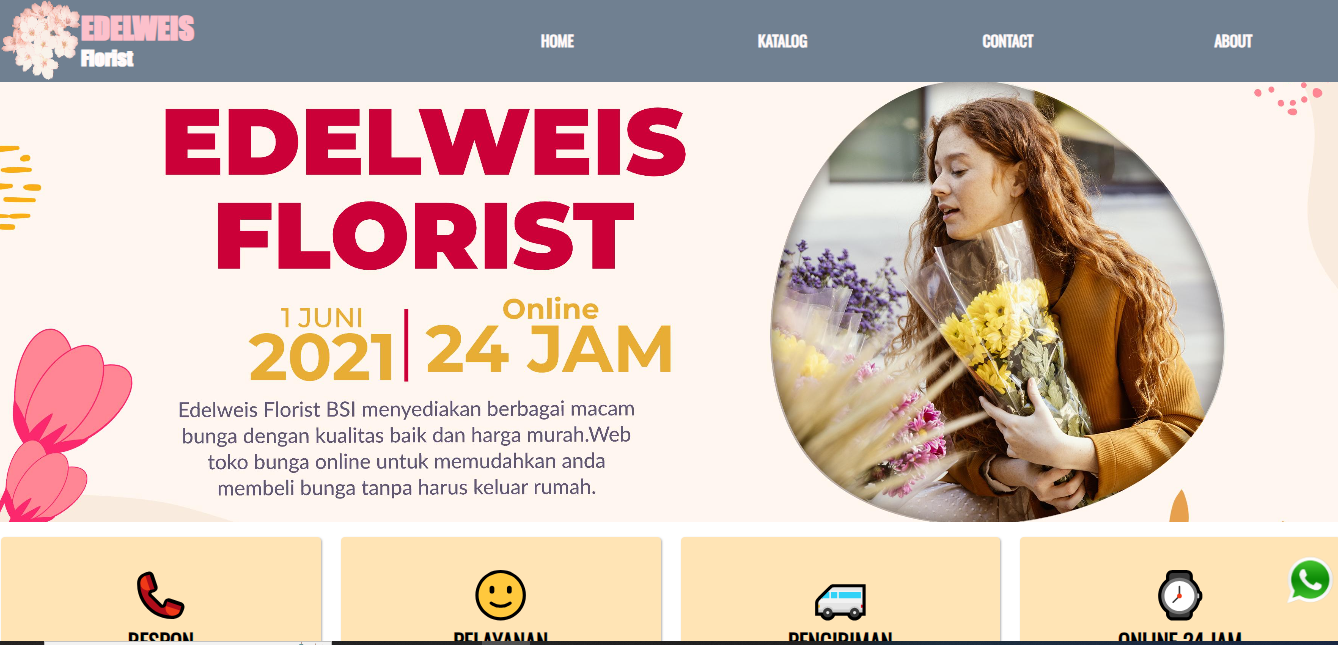 EDELWEIS
Florist
HOME
KATALOG
CONTACT
ABOUT
EDELWEIS
FLORIST
1 JUNI
2021
Online
24 JAM
Edelweis Florist BSI menyediakan berbagai macam
bunga dengan kualitas baik dan harga murah.Web
toko bunga online untuk memudahkan anda
membeli bunga tanpa harus keluar rumah.
RESPON
PELAYANAN
PENGIRIMAN
ONLINE 24 JAM